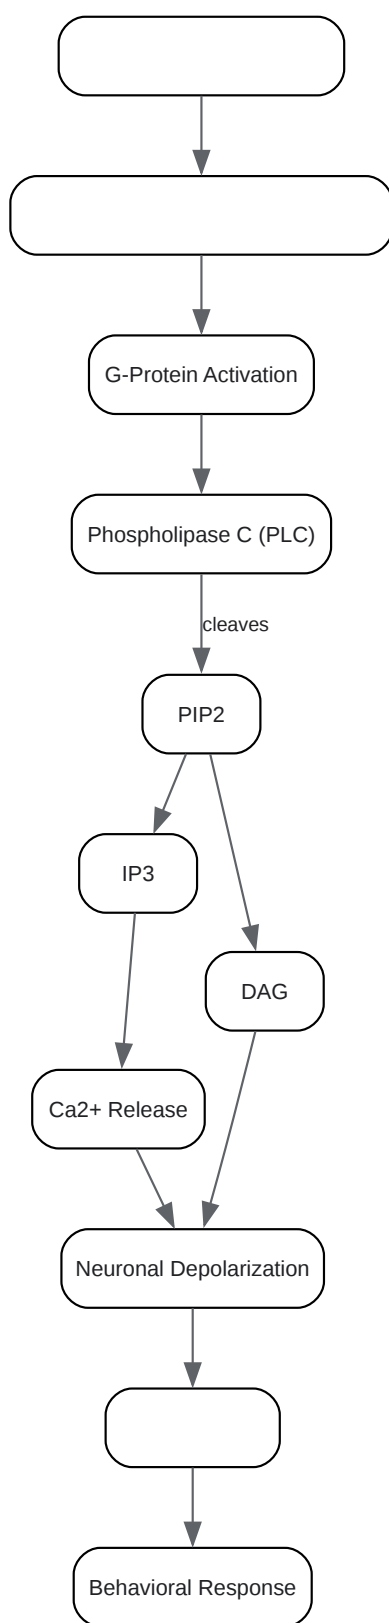 G-Protein Activation
Phospholipase C (PLC)
cleaves
PIP2
IP3
DAG
Ca2+ Release
Neuronal Depolarization
Behavioral Response